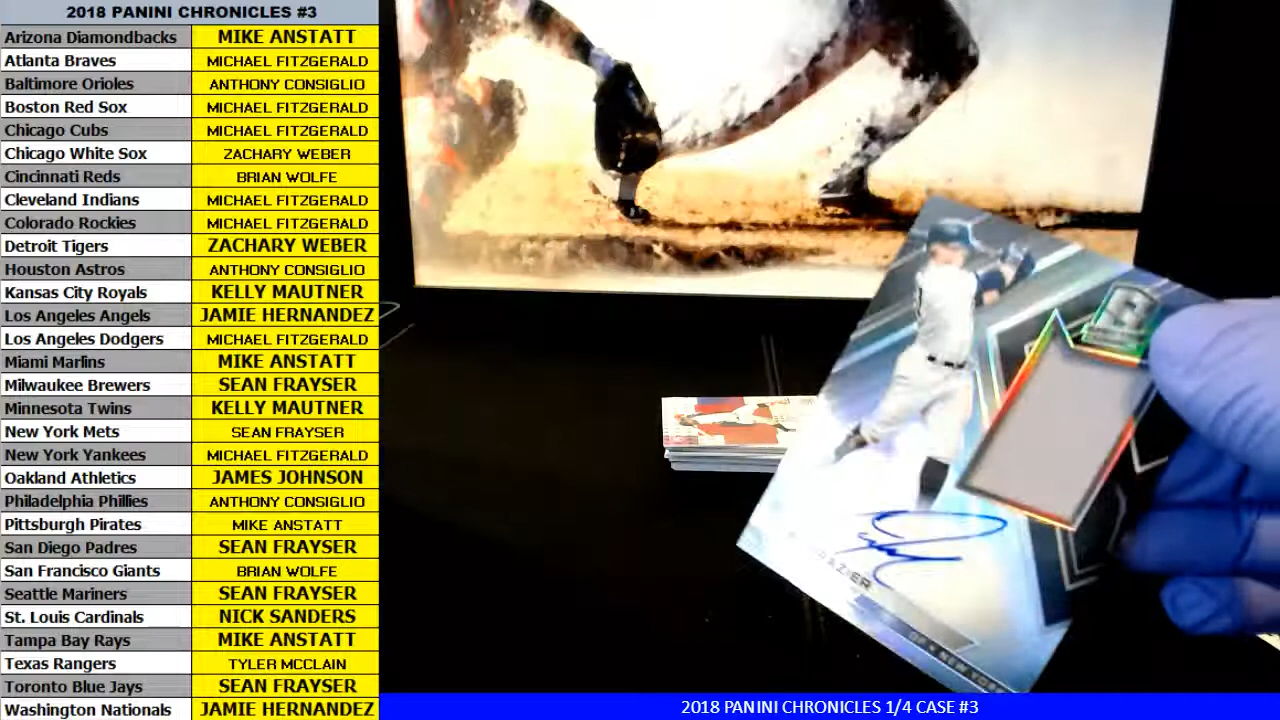 2018 PANINI CHRONICLES #3
Arizona Diamondbacks MIKE ANSTATT
Atlanta Braves MICHAEL FITZGERALD
Baltimore Orioles ANTHONY CONSIGLIO
Boston Red Sox MICHAEL FITZGERALD
Chicago Cubs MICHAEL FITZGERALD
Chicago White Sox ZACHARY WEBER
Cincinnati Reds BRIAN WOLFE
Cleveland Indians MICHAEL FITZGERALD
Colorado Rockies MICHAEL FITZGERALD
Detroit Tigers ZACHARY WEBER
Houston Astros ANTHONY CONSIGLIO
Kansas City Royals KELLY MAUTNER
Los Angeles Angels JAMIE HERNANDEZ
Los Angeles Dodgers MICHAEL FITZGERALD
Miami Marlins MIKE ANSTATT
Milwaukee Brewers SEAN FRAYSER
Minnesota Twins KELLY MAUTNER
New York Mets SEAN FRAYSER
New York Yankees MICHAEL FITZGERALD
Oakland Athletics JAMES JOHNSON
Philadelphia Phillies ANTHONY CONSIGLIO
Pittsburgh Pirates MIKE ANSTATT
San Diego Padres SEAN FRAYSER
San Francisco Giants BRIAN WOLFE
Seattle Mariners SEAN FRAYSER
St. Louis Cardinals NICK SANDERS
Tampa Bay Rays MIKE ANSTATT
Texas Rangers TYLER MCCLAIN
Toronto Blue Jays SEAN FRAYSER
Washington Nationals JAMIE HERNANDEZ
OF • NEW YORK
2018 PANINI CHRONICLES 1/4 CASE #3